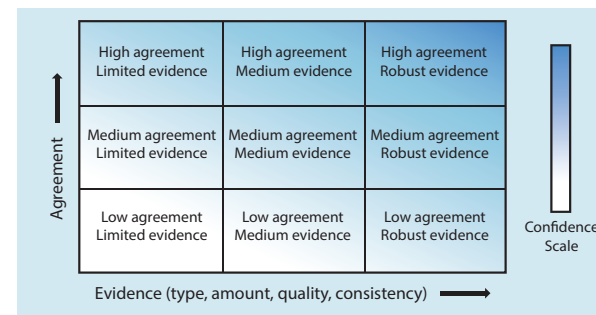 High agreement
Limited evidence
High agreement
Medium evidence
High agreement
Robust evidence
Medium agreement
Limited evidence
Medium agreement
Medium evidence
Medium agreement
Robust evidence
Low agreement
Limited evidence
Low agreement
Medium evidence
Low agreement
Robust evidence
Agreement
Evidence (type, amount, quality, consistency)
Confidence
Scale